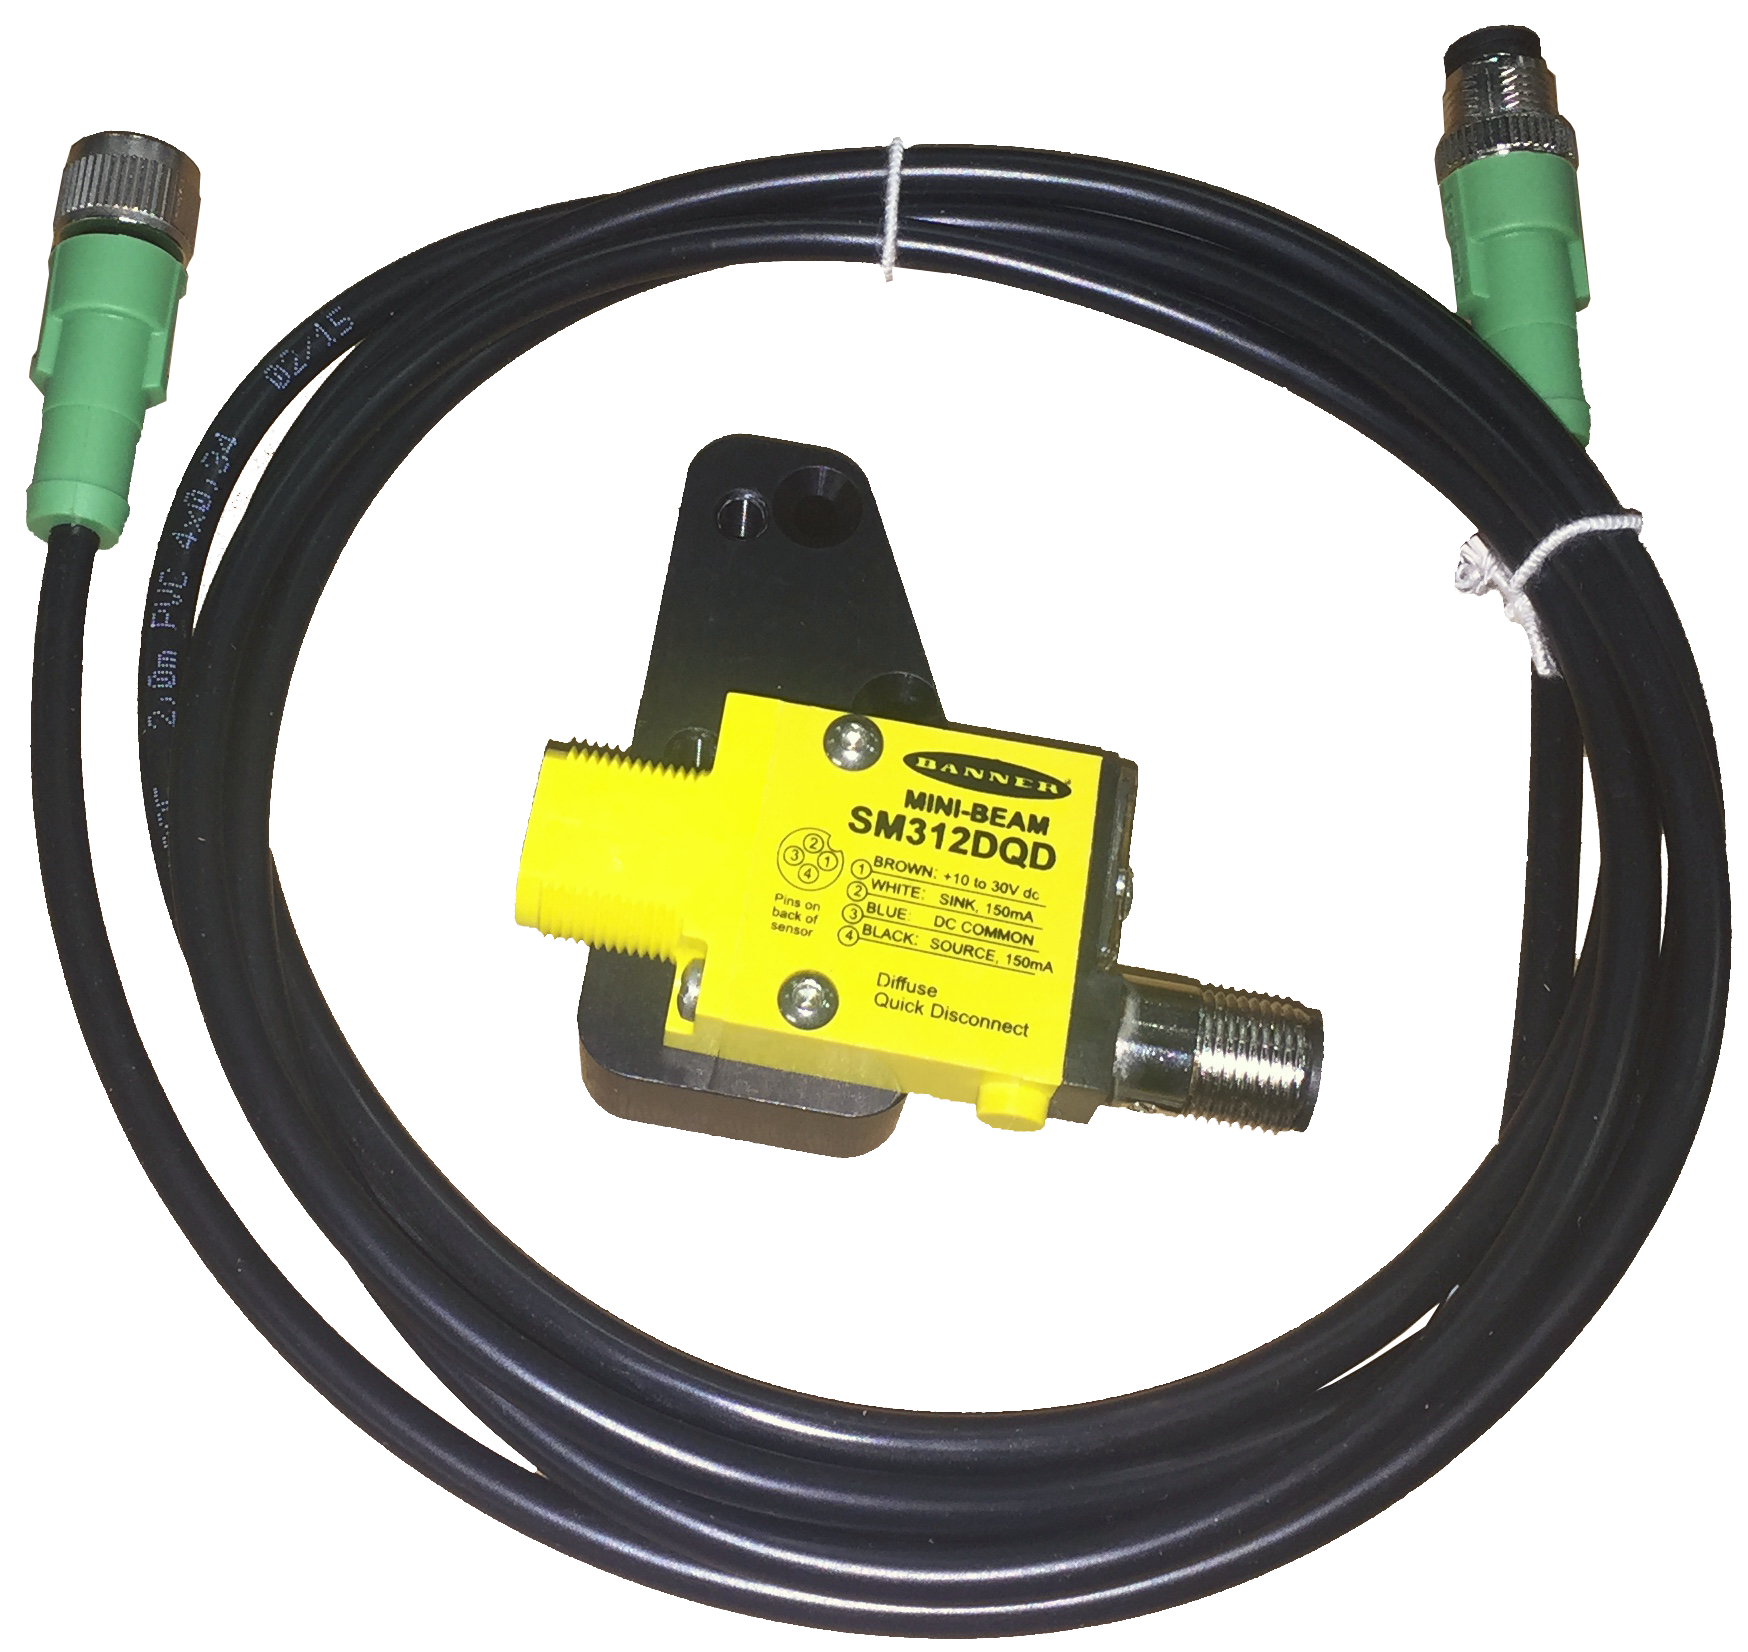 02/15
4x0,34
2,0m PVC
BANNER
MINI-BEAM
SM312DQD
2
3 1
4
Pins on
back of
sensor
1 BROWN: +10 to 30V dc
2 WHITE: SINK, 150mA
3 BLUE: DC COMMON
4 BLACK: SOURCE, 150mA
Diffuse
Quick Disconnect